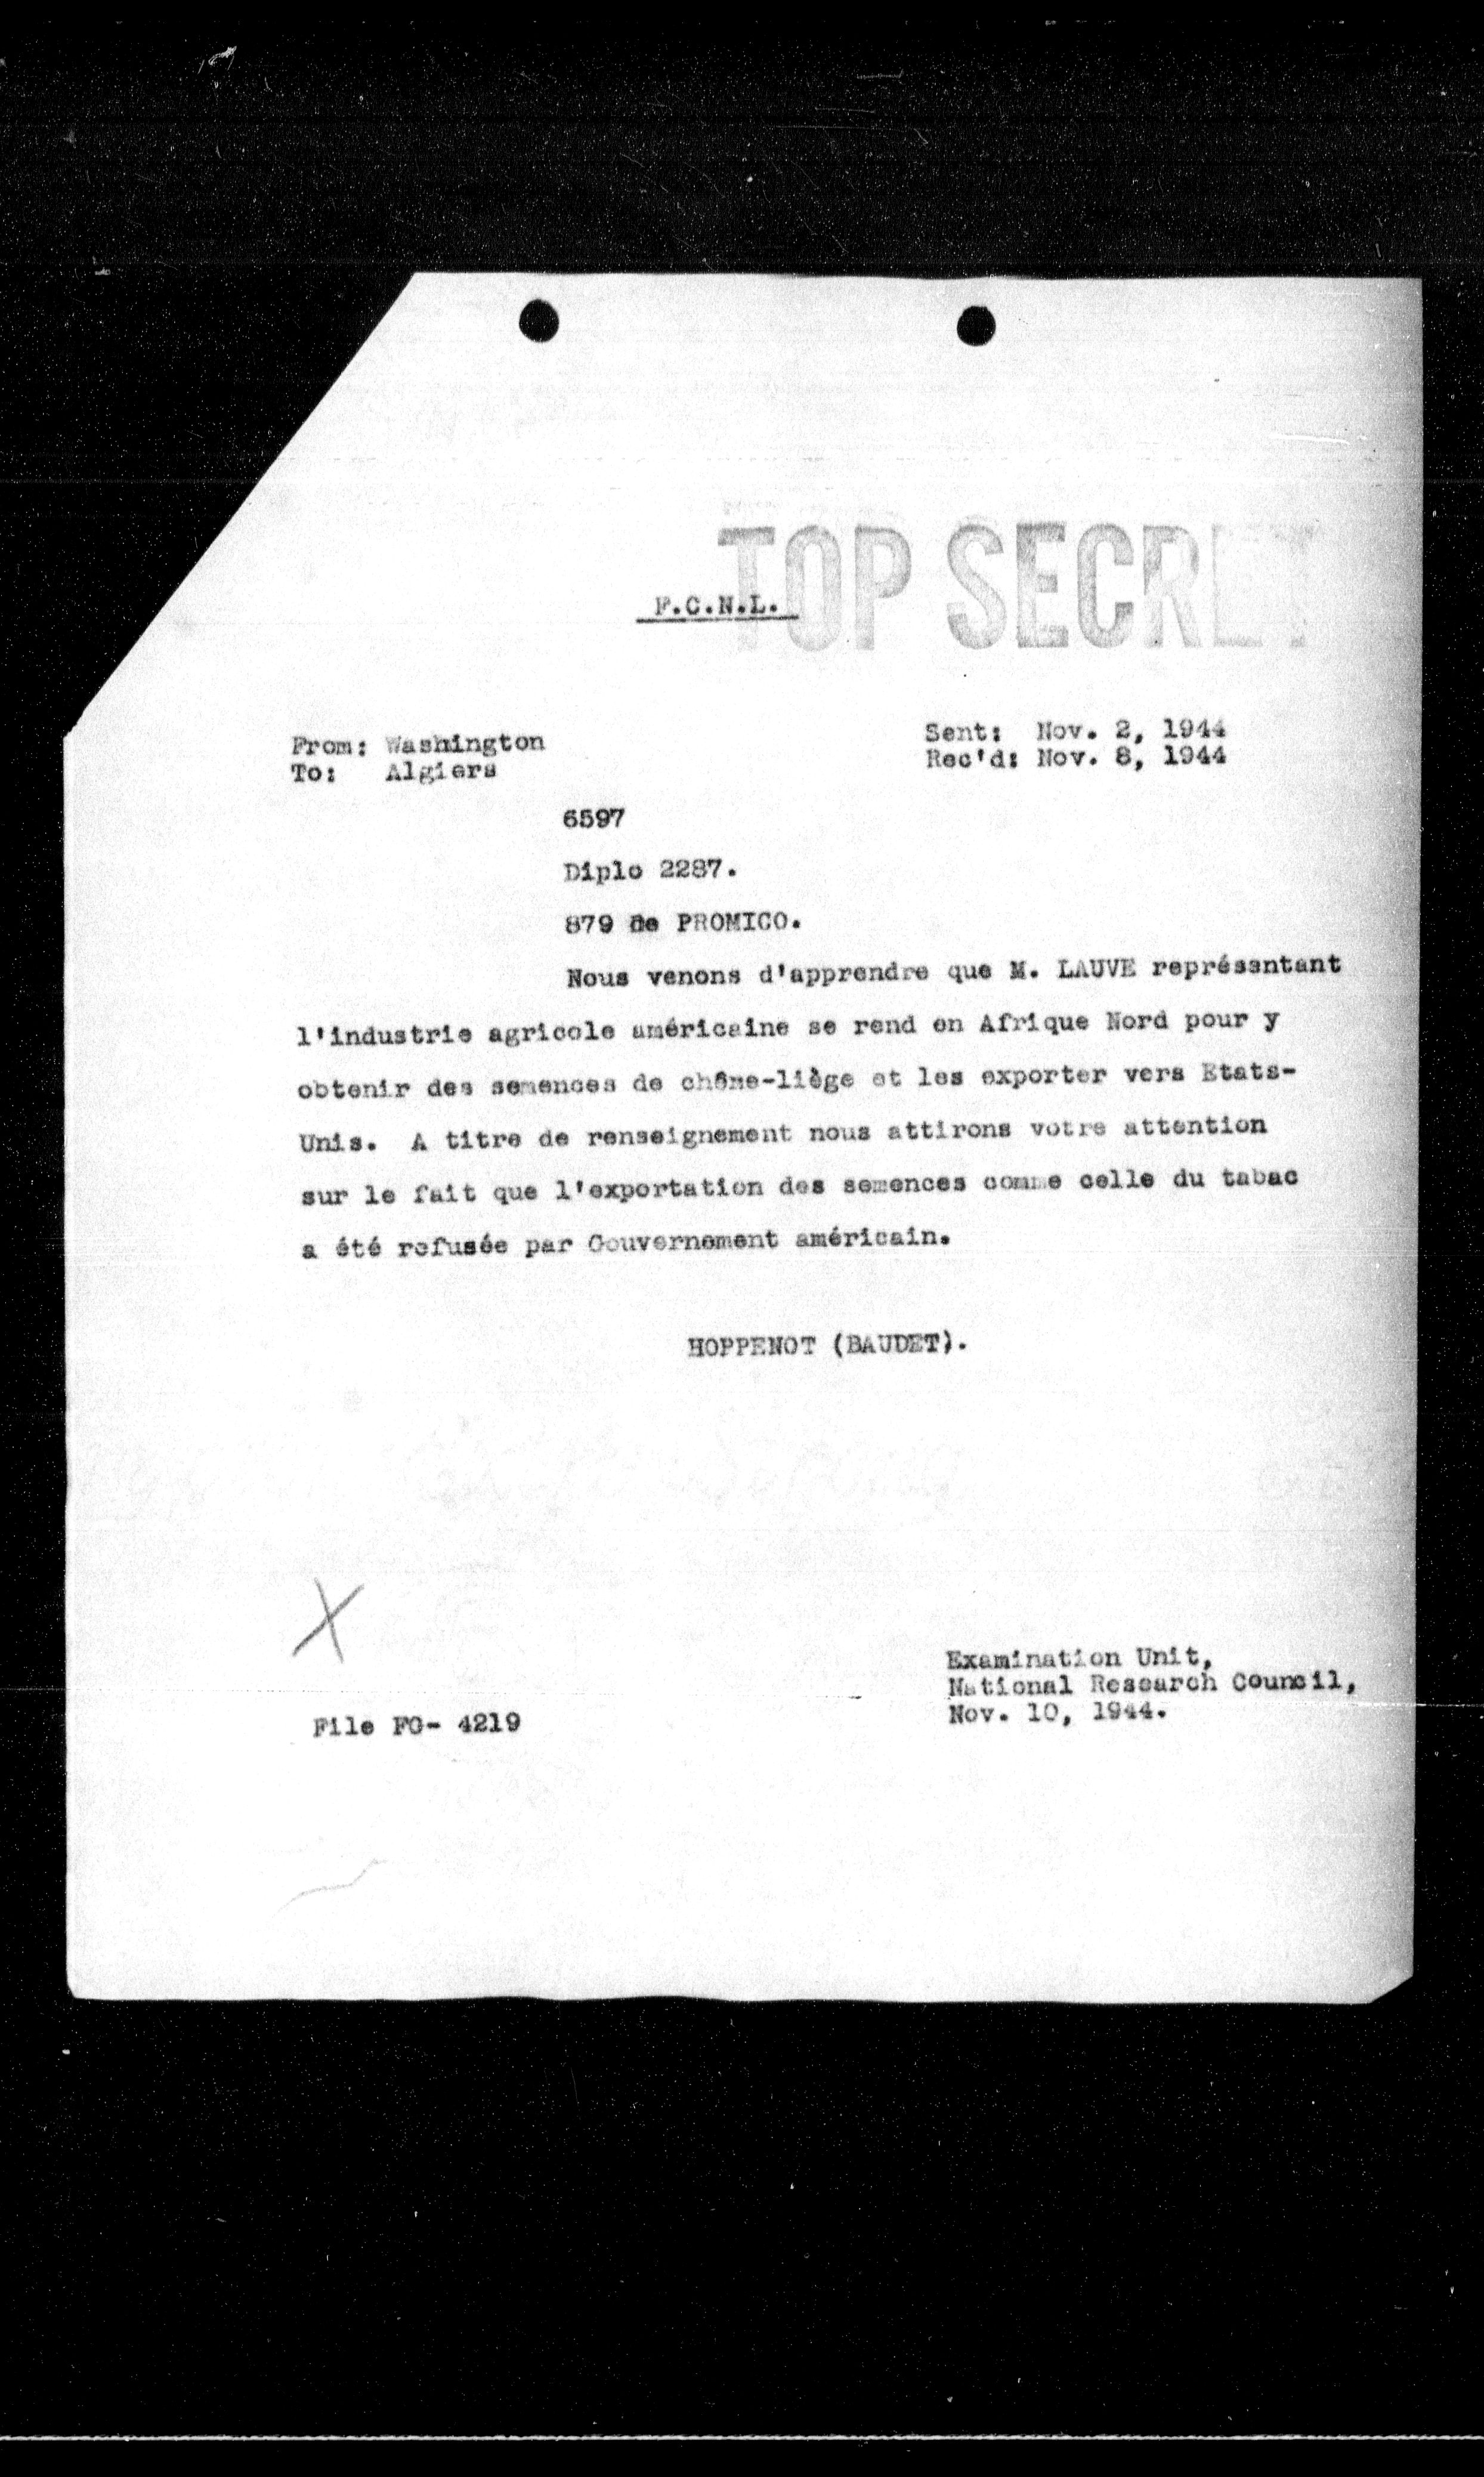 TOP SECRET
F.C.N.L.
From: Washington
To: Algiers
Sent: Nov. 2, 1944
Rec'd: Nov. 8, 1944
6597
Diplo 2287.
879 de PROMICO.
Nous venons d'apprendre que M. LAUVE représentant
l'industrie agricole américaine se rend en Afrique Nord pour y
obtenir des semences de chêne-liège et les exporter vers Etats-
Unis. A titre de renseignement nous attirons votre attention
sur le fait que l'exportation des semences comme celle du tabac
a été refusée par Gouvernement américain.
HOPPENOT (BAUDET).
X
Examination Unit,
National Research Council,
Nov. 10, 1944.
File FC- 4219